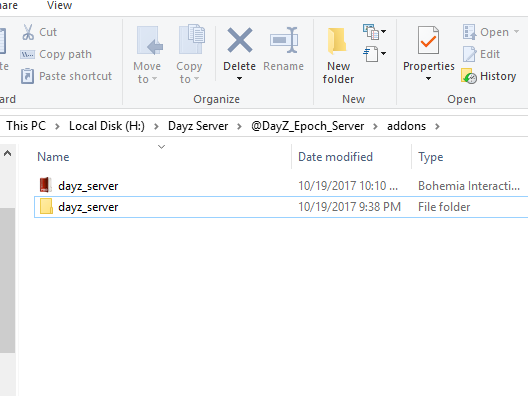 hare View
Cut
Copy path
Paste shortcut
Move to
Copy to
Delete
Rename
New folder
Properties
Open
Edit
History
ard
Organize
New
Open
This PC > Local Disk (H:) > Dayz Server > @DayZ_Epoch_Server > addons >
Name Date modified Type
dayz_server 10/19/2017 10:10 ... Bohemia Interacti...
dayz_server 10/19/2017 9:38 PM File folder